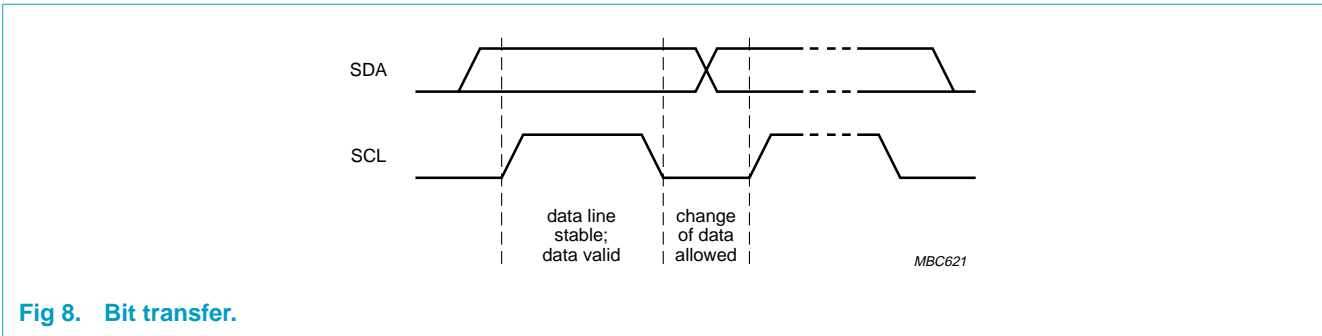 SDA
SCL
data line
stable;
data valid
change
of data
allowed
MBC621
Fig 8. Bit transfer.